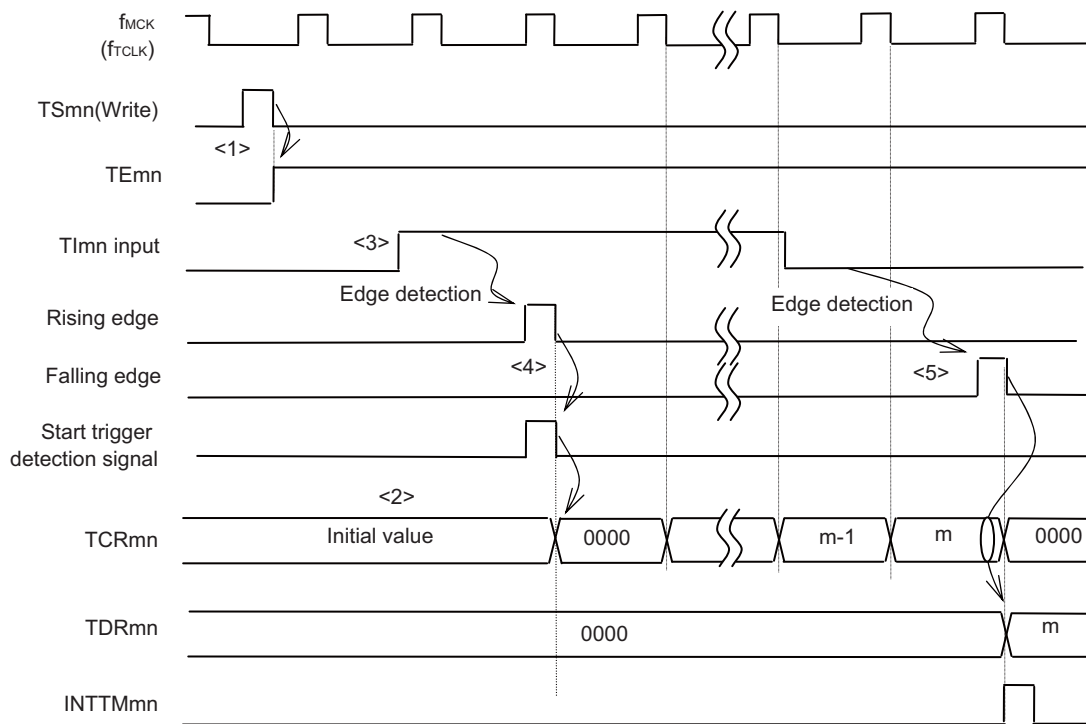 fMCK
(fTCLK)
TSmn(Write)
<1>
TEmn
TImn input
<3>
Edge detection
Edge detection
Rising edge
<4>
Falling edge
<5>
Start trigger
detection signal
<2>
TCRmn
Initial value
0000
m-1
m
0000
TDRmn
0000
m
INTTMmn